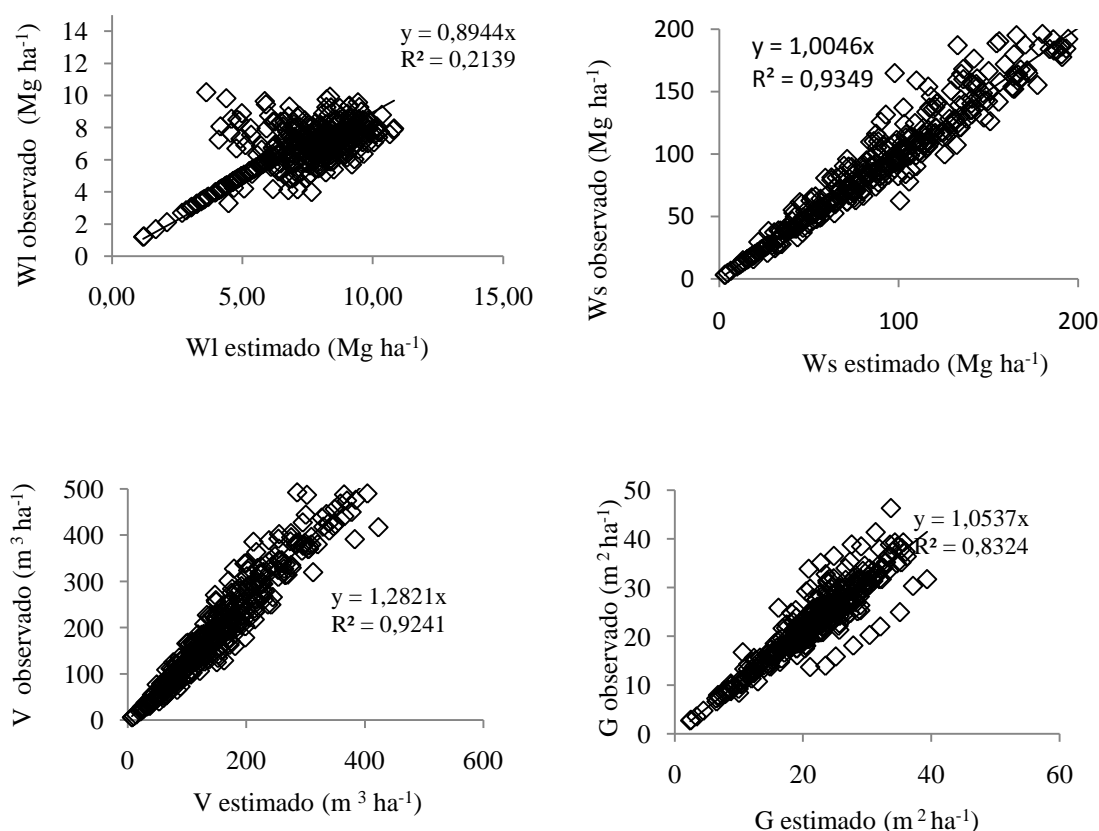 Wl observado (Mg ha-1)
14
12
10
8
6
4
2
0
0,00
5,00
10,00
15,00
Wl estimado (Mg ha-1)
y = 0,8944x
R² = 0,2139
Ws observado (Mg ha-1)
200
150
100
50
0
0
100
200
Ws estimado (Mg ha-1)
y = 1,0046x
R² = 0,9349
V observado (m3 ha-1)
500
400
300
200
100
0
0
200
400
600
V estimado (m 3 ha-1)
y = 1,2821x
R² = 0,9241
G observado (m2 ha-1)
50
40
30
20
10
0
0
20
40
60
G estimado (m2 ha-1)
y = 1,0537x
R² = 0,8324